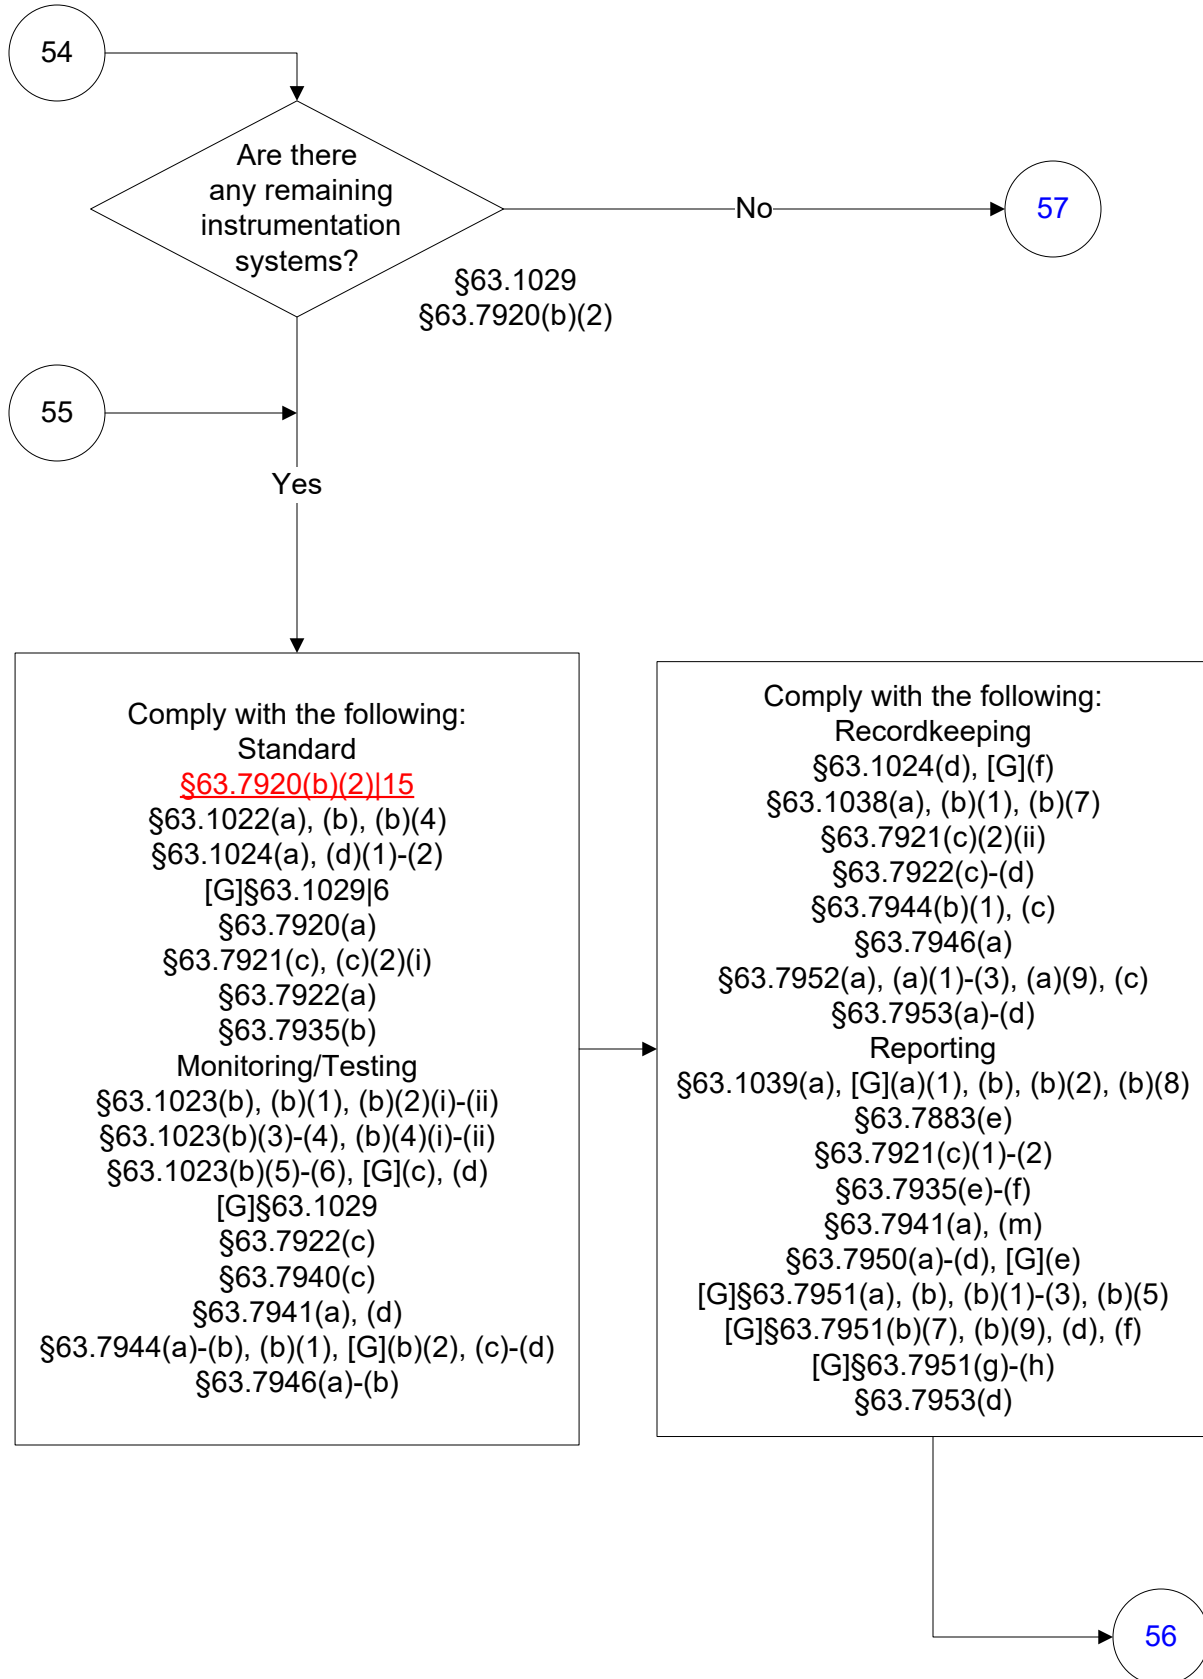 54
Are there
any remaining
instrumentation
systems?
No
57
§63.1029
§63.7920(b)(2)
55
Yes
Comply with the following:
Standard
§63.7920(b)(2)|15
§63.1022(a), (b), (b)(4)
§63.1024(a), (d)(1)-(2)
[G]§63.1029|6
§63.7920(a)
§63.7921(c), (c)(2)(i)
§63.7922(a)
§63.7935(b)
Monitoring/Testing
§63.1023(b), (b)(1), (b)(2)(i)-(ii)
§63.1023(b)(3)-(4), (b)(4)(i)-(ii)
§63.1023(b)(5)-(6), [G](c), (d)
[G]§63.1029
§63.7922(c)
§63.7940(c)
§63.7941(a), (d)
§63.7944(a)-(b), (b)(1), [G](b)(2), (c)-(d)
§63.7946(a)-(b)
Comply with the following:
Recordkeeping
§63.1024(d), [G](f)
§63.1038(a), (b)(1), (b)(7)
§63.7921(c)(2)(ii)
§63.7922(c)-(d)
§63.7944(b)(1), (c)
§63.7946(a)
§63.7952(a), (a)(1)-(3), (a)(9), (c)
§63.7953(a)-(d)
Reporting
§63.1039(a), [G](a)(1), (b), (b)(2), (b)(8)
§63.7883(e)
§63.7921(c)(1)-(2)
§63.7935(e)-(f)
§63.7941(a), (m)
§63.7950(a)-(d), [G](e)
[G]§63.7951(a), (b), (b)(1)-(3), (b)(5)
[G]§63.7951(b)(7), (b)(9), (d), (f)
[G]§63.7951(g)-(h)
§63.7953(d)
56